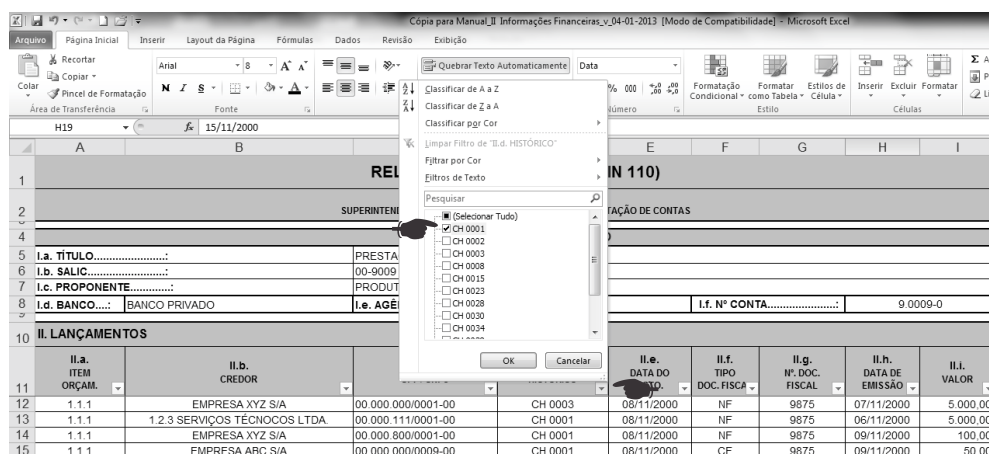 Cópia para Manual_II Informações Financeiras_v_04-01-2013 [Modo de Compatibilidade] - Microsoft Excel
Arquivo Página Inicial Inserir Layout da Página Fórmulas Dados Revisão Exibição
Colar
Recortar
Copiar
Pincel de Formatação
Área de Transferência
Arial 8 A A
N I S A
Fonte
Quebrar Texto Automaticamente
Data
% 000
Número
Formatação Condicional
Formatar como Tabela
Estilos de Célula
Estilo
Inserir Excluir Formatar
Células
H19 fx 15/11/2000
A B E F G H I
Classificar de A a Z
Classificar de Z a A
Classificar por Cor
Limpar Filtro de "II.d. HISTÓRICO"
Filtrar por Cor
Filtros de Texto
Pesquisar
(Selecionar Tudo)
CH 0001
CH 0002
CH 0003
CH 0008
CH 0015
CH 0023
CH 0028
CH 0030
CH 0034
OK Cancelar
1 REL IN 110)
2 SUPERINTEN TAÇÃO DE CONTAS
4
5 I.a. TÍTULO.......................: PRESTA
6 I.b. SALIC..........................: 00-9009
7 I.c. PROPONENTE.............: PRODUT
8 I.d. BANCO....: BANCO PRIVADO I.e. AGÊ I.f. Nº CONTA.......................: 9.0009-0
9
10 II. LANÇAMENTOS
11 II.a. ITEM ORÇAM. II.b. CREDOR HISTÓRICO II.e. DATA DO II.f. TIPO DOC. FISCA II.g. Nº. DOC. FISCAL II.h. DATA DE EMISSÃO II.i. VALOR
12 1.1.1 EMPRESA XYZ S/A 00.000.000/0001-00 CH 0003 08/11/2000 NF 9875 07/11/2000 5.000,00
13 1.1.1 1.2.3 SERVIÇOS TÉCNOCOS LTDA. 00.000.111/0001-00 CH 0001 08/11/2000 NF 9875 06/11/2000 5.000,00
14 1.1.1 EMPRESA XYZ S/A 00.000.800/0001-00 CH 0001 08/11/2000 NF 9875 09/11/2000 100,00
15 1.1.1 EMPRESA ABC S/A 00.000.000/0009-00 CH 0001 08/11/2000 CF 9875 09/11/2000 50,00